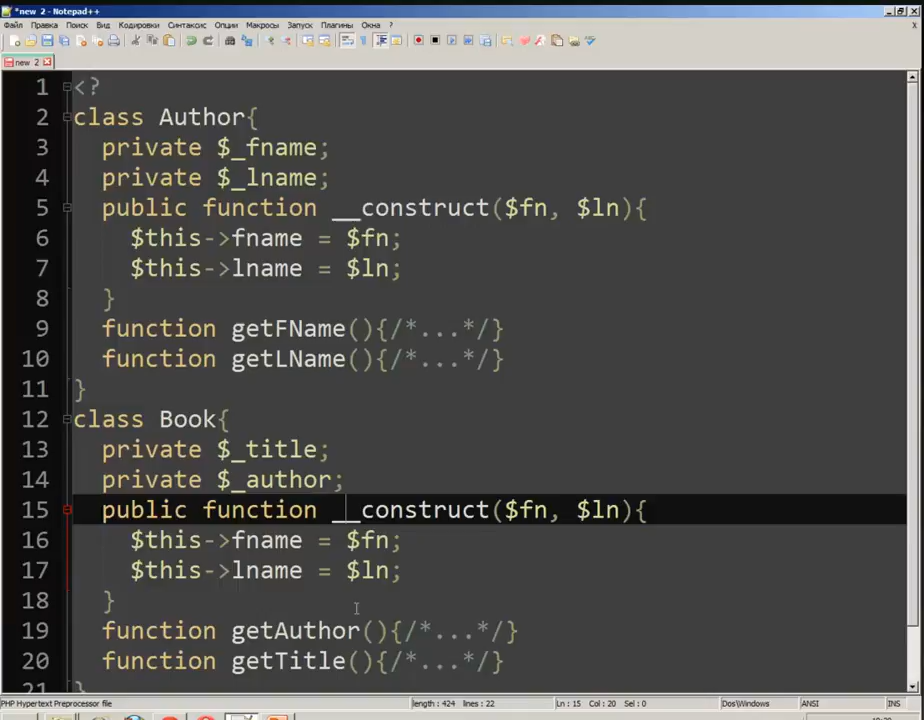 *new 2 - Notepad++
Файл Правка Поиск Вид Кодировки Синтаксис Опции Макросы Запуск Плагины Окна ? X
new 2
1 <?
2 class Author{
3 private $_fname;
4 private $_lname;
5 public function __construct($fn, $ln){
6 $this->fname = $fn;
7 $this->lname = $ln;
8 }
9 function getFName(){/*...*/}
10 function getLName(){/*...*/}
11 }
12 class Book{
13 private $_title;
14 private $_author;
15 public function __construct($fn, $ln){
16 $this->fname = $fn;
17 $this->lname = $ln;
18 }
19 function getAuthor(){/*...*/}
20 function getTitle(){/*...*/}
21 }
PHP Hypertext Preprocessor file length : 424 lines : 22 Ln : 15 Col : 20 Sel : 0 Dos\Windows ANSI INS